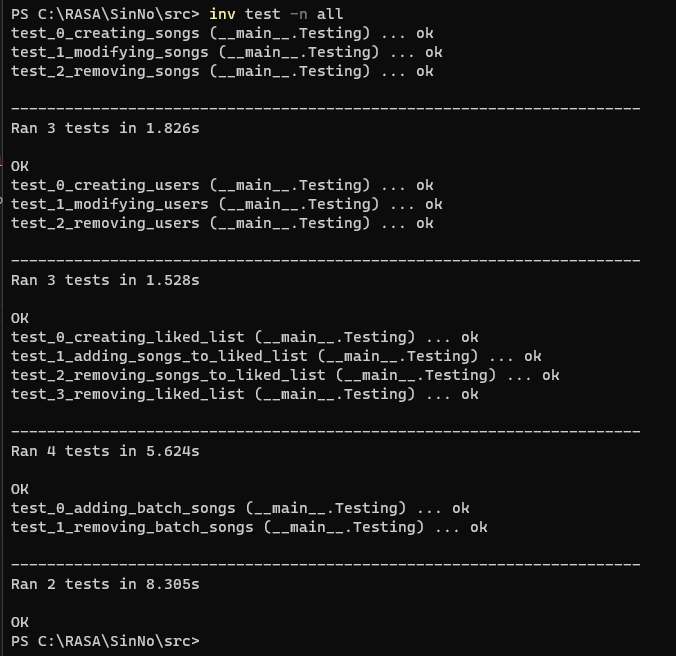 PS C:\RASA\SinNo\src> inv test -n all
test_0_creating_songs (__main__.Testing) ... ok
test_1_modifying_songs (__main__.Testing) ... ok
test_2_removing_songs (__main__.Testing) ... ok
----------------------------------------------------------------------
Ran 3 tests in 1.826s
OK
test_0_creating_users (__main__.Testing) ... ok
test_1_modifying_users (__main__.Testing) ... ok
test_2_removing_users (__main__.Testing) ... ok
----------------------------------------------------------------------
Ran 3 tests in 1.528s
OK
test_0_creating_liked_list (__main__.Testing) ... ok
test_1_adding_songs_to_liked_list (__main__.Testing) ... ok
test_2_removing_songs_to_liked_list (__main__.Testing) ... ok
test_3_removing_liked_list (__main__.Testing) ... ok
----------------------------------------------------------------------
Ran 4 tests in 5.624s
OK
test_0_adding_batch_songs (__main__.Testing) ... ok
test_1_removing_batch_songs (__main__.Testing) ... ok
----------------------------------------------------------------------
Ran 2 tests in 8.305s
OK
PS C:\RASA\SinNo\src>